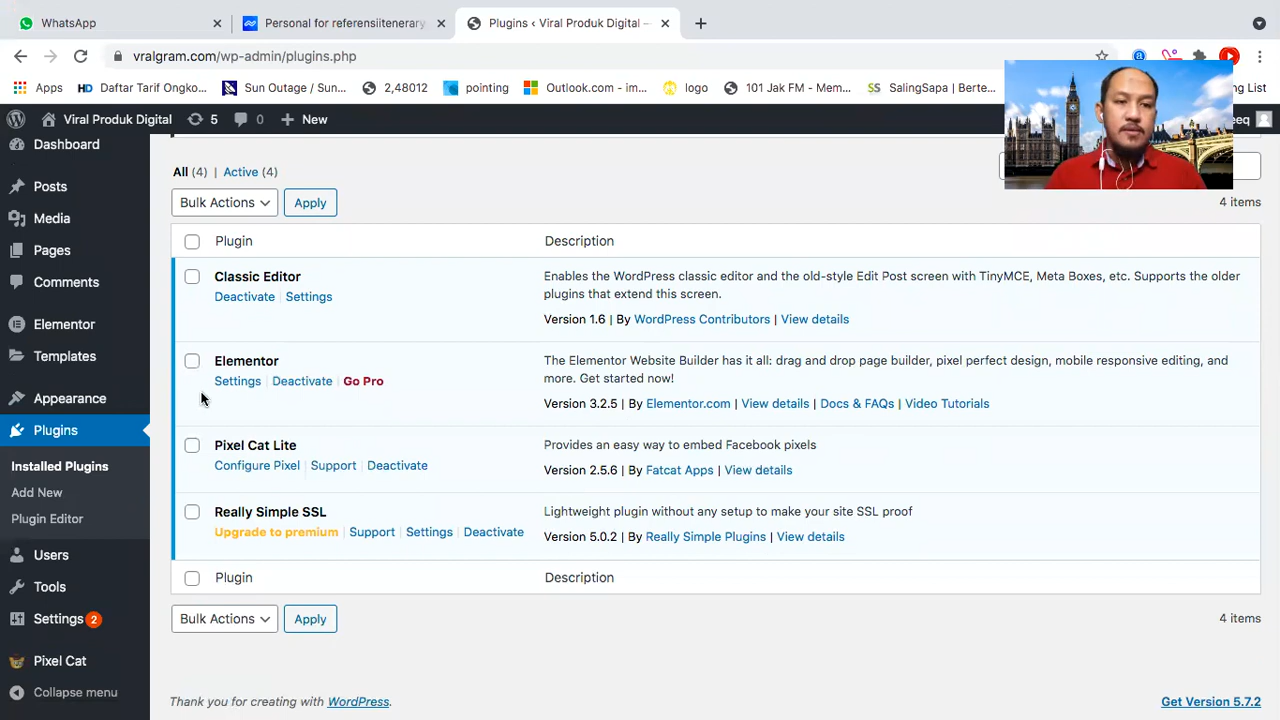 WhatsApp
Personal for referensiitenerary
Plugins ‹ Viral Produk Digital —
vralgram.com/wp-admin/plugins.php
Apps
HD Daftar Tarif Ongko...
Sun Outage / Sun...
2,48012
pointing
Outlook.com - im...
logo
101 Jak FM - Mem...
SS SalingSapa | Berte...
ng List
Viral Produk Digital
5
0
New
eeq
Dashboard
Posts
Media
Pages
Comments
Elementor
Templates
Appearance
Plugins
Installed Plugins
Add New
Plugin Editor
Users
Tools
Settings 2
Pixel Cat
Collapse menu
All (4) | Active (4)
Bulk Actions
Apply
4 items
Plugin
Description
Classic Editor
Deactivate | Settings
Enables the WordPress classic editor and the old-style Edit Post screen with TinyMCE, Meta Boxes, etc. Supports the older
plugins that extend this screen.
Version 1.6 | By WordPress Contributors | View details
Elementor
Settings | Deactivate | Go Pro
The Elementor Website Builder has it all: drag and drop page builder, pixel perfect design, mobile responsive editing, and
more. Get started now!
Version 3.2.5 | By Elementor.com | View details | Docs & FAQs | Video Tutorials
Pixel Cat Lite
Configure Pixel | Support | Deactivate
Provides an easy way to embed Facebook pixels
Version 2.5.6 | By Fatcat Apps | View details
Really Simple SSL
Upgrade to premium | Support | Settings | Deactivate
Lightweight plugin without any setup to make your site SSL proof
Version 5.0.2 | By Really Simple Plugins | View details
Plugin
Description
Bulk Actions
Apply
4 items
Thank you for creating with WordPress.
Get Version 5.7.2